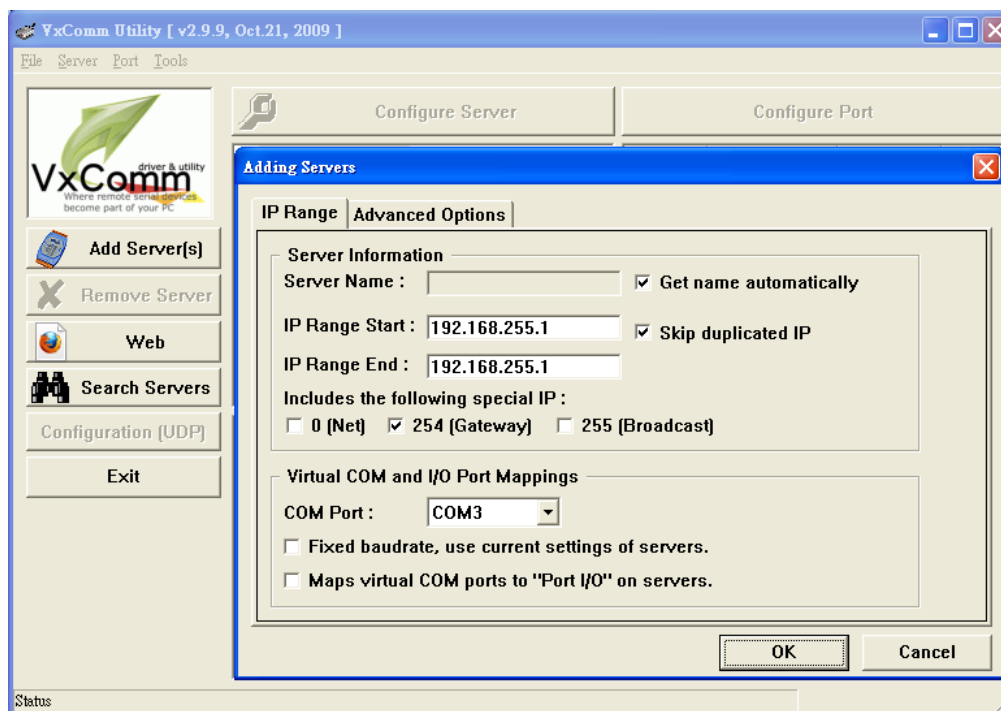 VxComm Utility [ v2.9.9, Oct.21, 2009 ]
File Server Port Tools
driver & utility
VxComm
Where remote serial devices
become part of your PC
Configure Server
Configure Port
Add Server(s)
Remove Server
Web
Search Servers
Configuration (UDP)
Exit
Adding Servers
IP Range
Advanced Options
Server Information
Server Name :
Get name automatically
IP Range Start : 192.168.255.1
Skip duplicated IP
IP Range End : 192.168.255.1
Includes the following special IP :
0 (Net) 254 (Gateway) 255 (Broadcast)
Virtual COM and I/O Port Mappings
COM Port : COM3
Fixed baudrate, use current settings of servers.
Maps virtual COM ports to "Port I/O" on servers.
OK
Cancel
Status